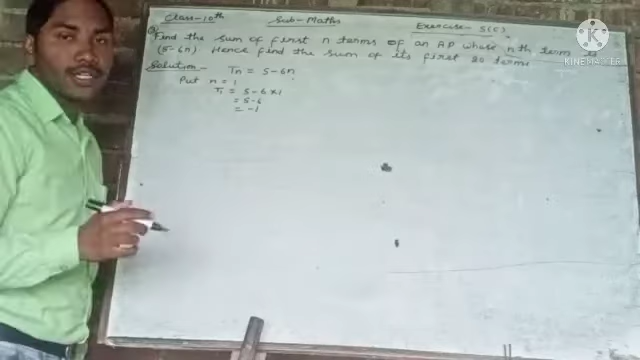 Class-10th Sub-Maths Exercise-5(C)
Find the sum of first n terms of an AP whose nth term
(5-6n) Hence find the sum of its first 20 terms
Solution- Tn = 5-6n
Put n = 1
T1 = 5-6×1
= 5-6
= -1
KINEMASTER